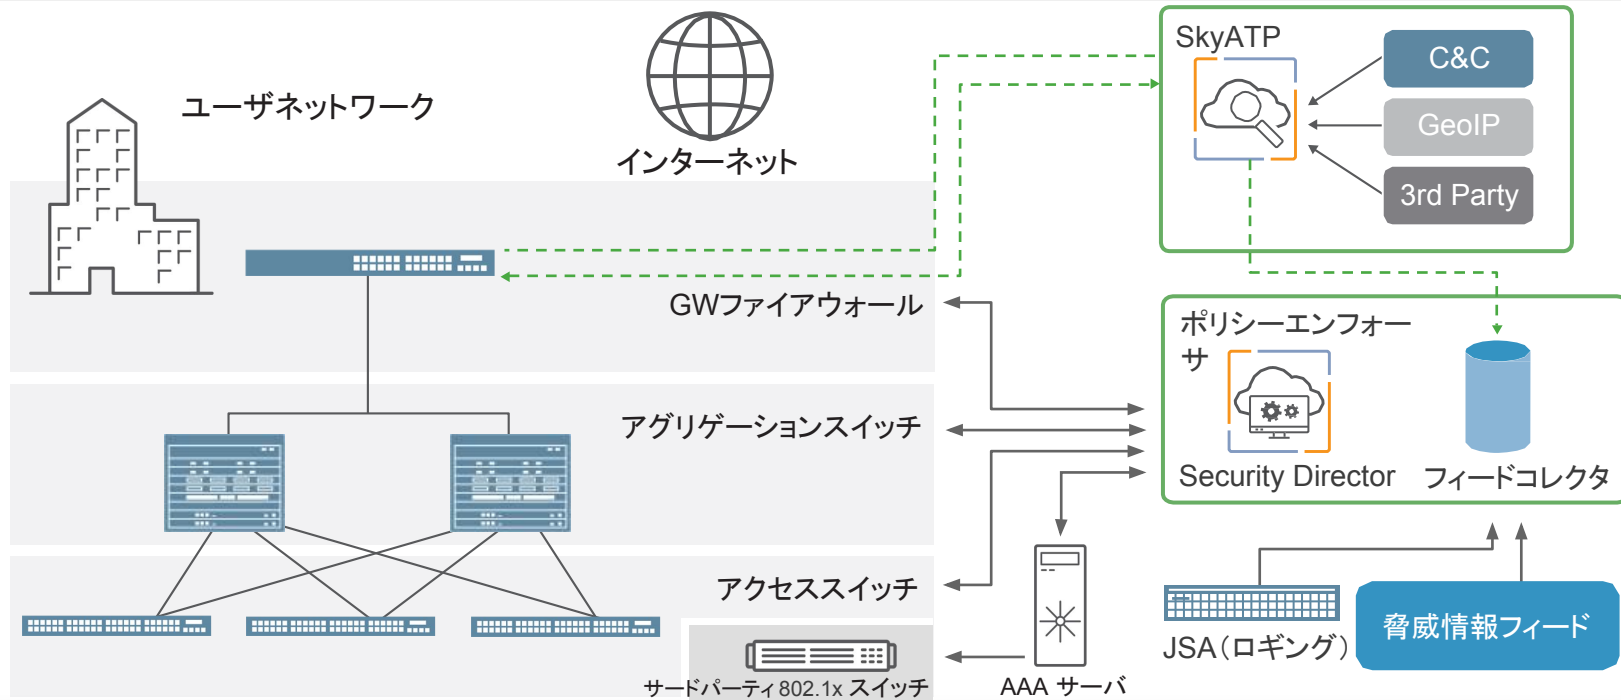 ユーザネットワーク
インターネット
SkyATP
C&C
GeoIP
3rd Party
GWファイアウォール
ポリシーエンフォー
サ
Security Director
フィードコレクタ
アグリゲーションスイッチ
アクセススイッチ
サードパーティ802.1x スイッチ
AAA サーバ
JSA(ロギング)
脅威情報フィード